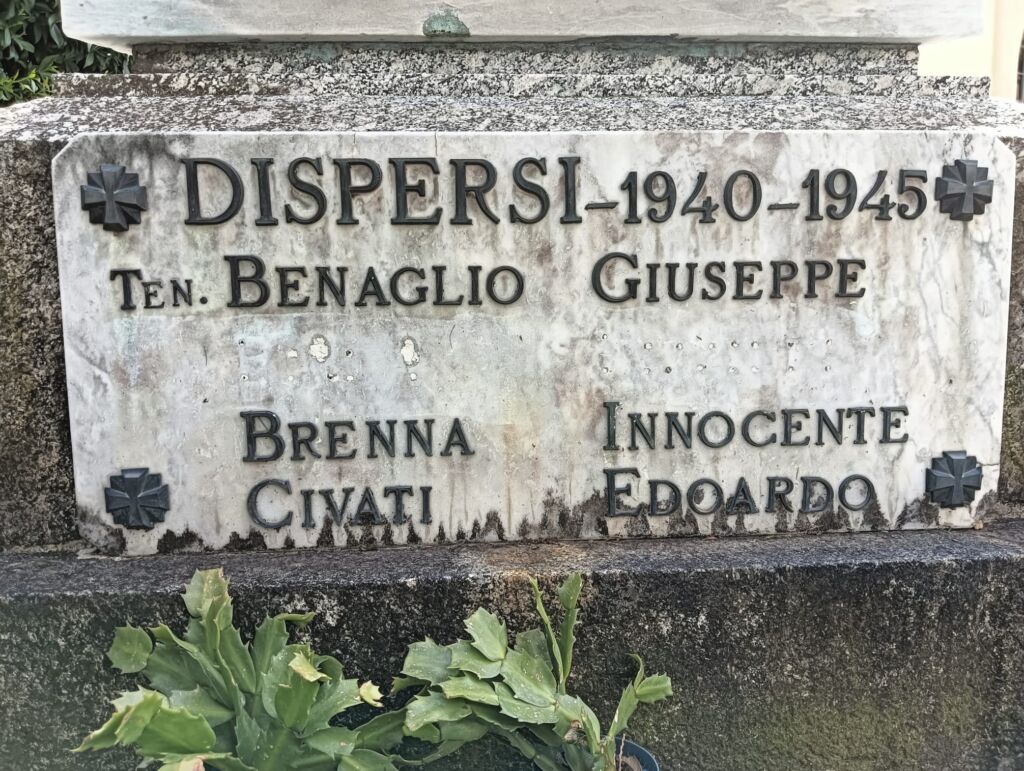 DISPERSI-1940-1945
TEN. BENAGLIO GIUSEPPE
BRENNA INNOCENTE
CIVATI EDOARDO